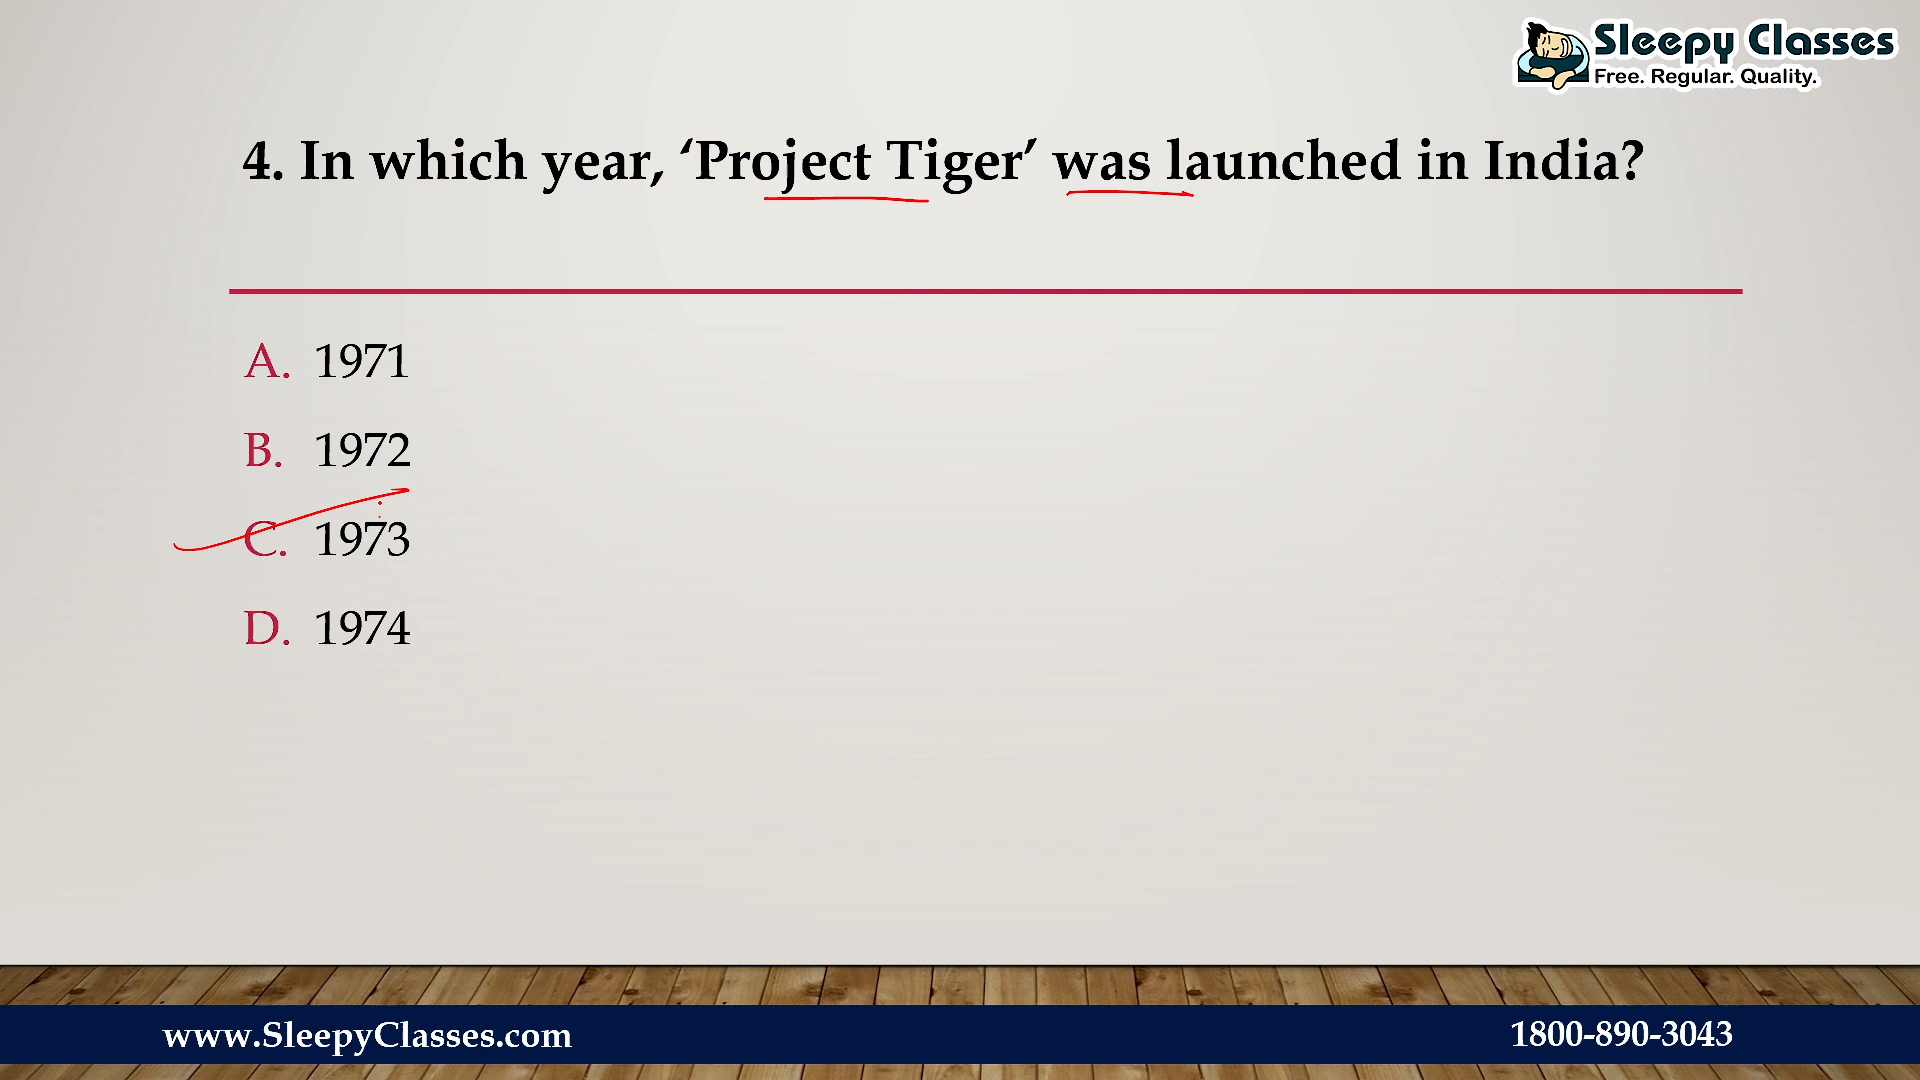 Sleepy Classes
Free. Regular. Quality.
4. In which year, ‘Project Tiger’ was launched in India?
A. 1971
B. 1972
C. 1973
D. 1974
www.SleepyClasses.com
1800-890-3043